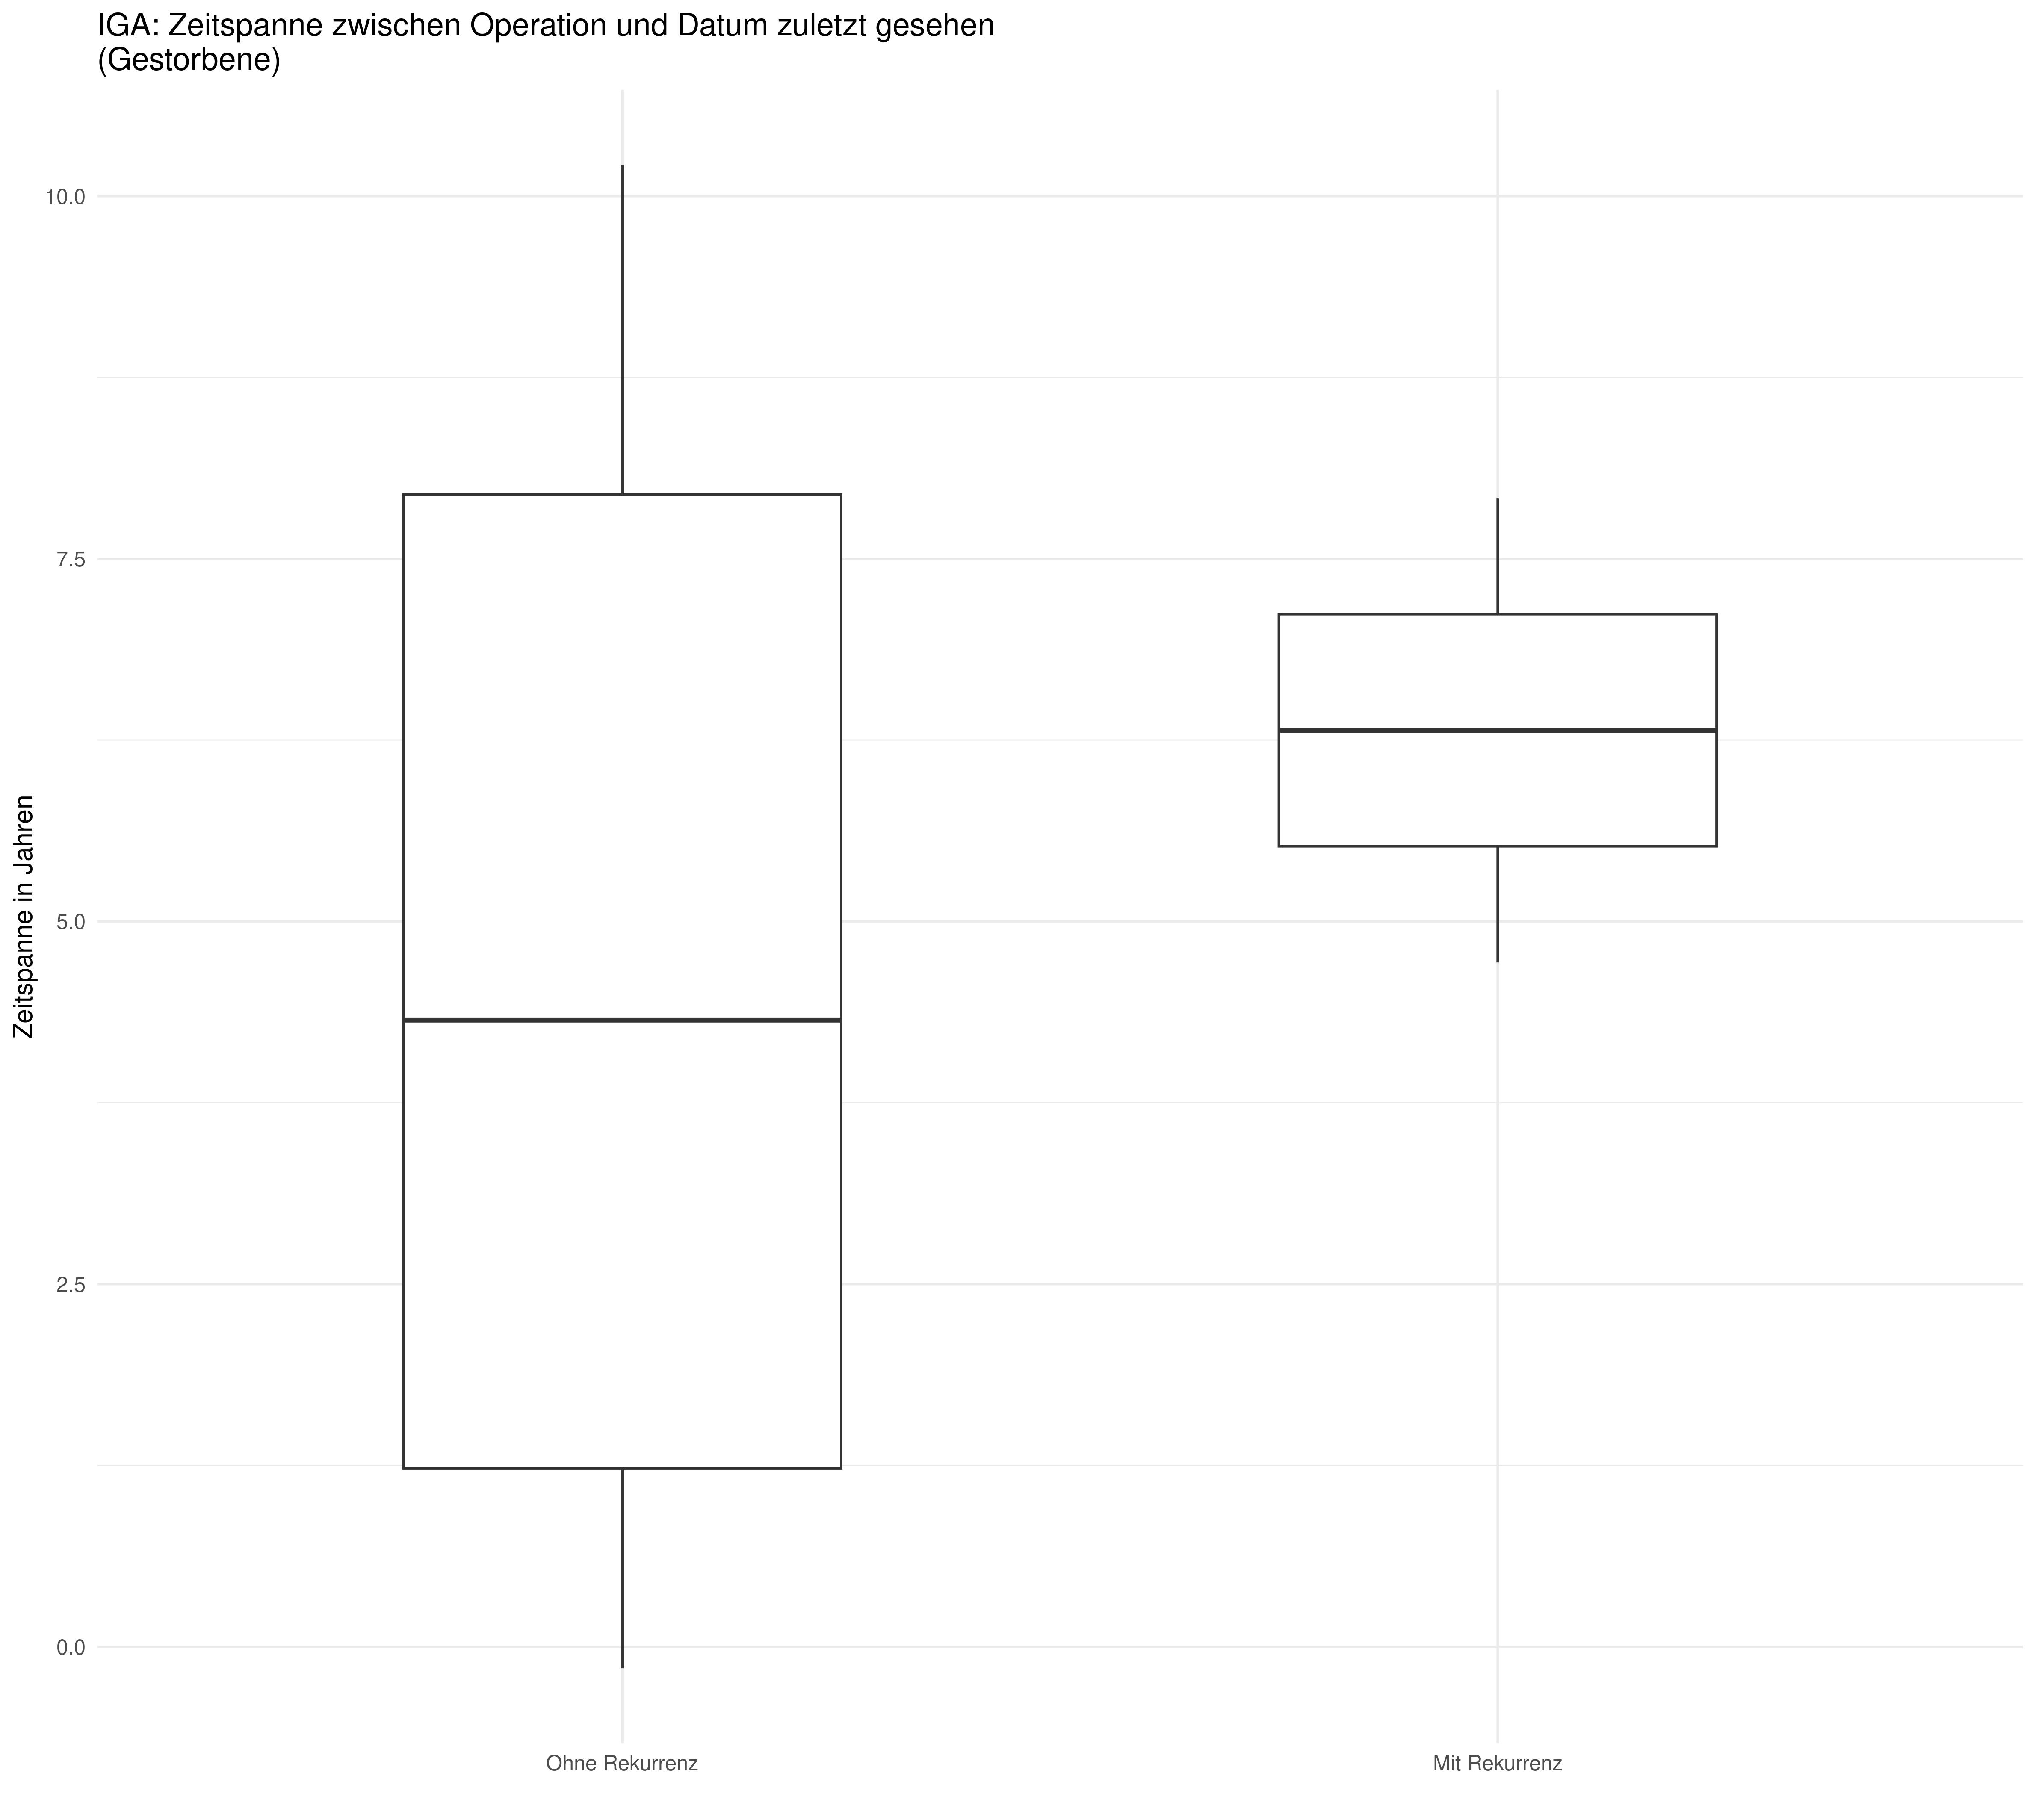 IGA: Zeitspanne zwischen Operation und Datum zuletzt gesehen
(Gestorbene)
Zeitspanne in Jahren
10.0
7.5
5.0
2.5
0.0
Ohne Rekurrenz
Mit Rekurrenz